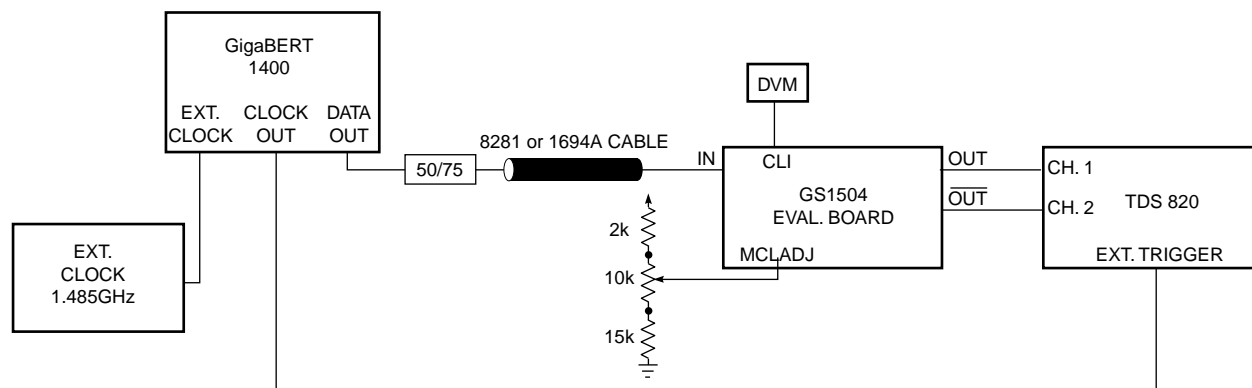 GigaBERT
1400
EXT.
CLOCK
CLOCK
OUT
DATA
OUT
50/75
8281 or 1694A CABLE
DVM
IN
CLI
GS1504
EVAL. BOARD
MCLADJ
OUT
OUT
CH. 1
CH. 2
TDS 820
EXT. TRIGGER
2k
10k
15k
EXT.
CLOCK
1.485GHz